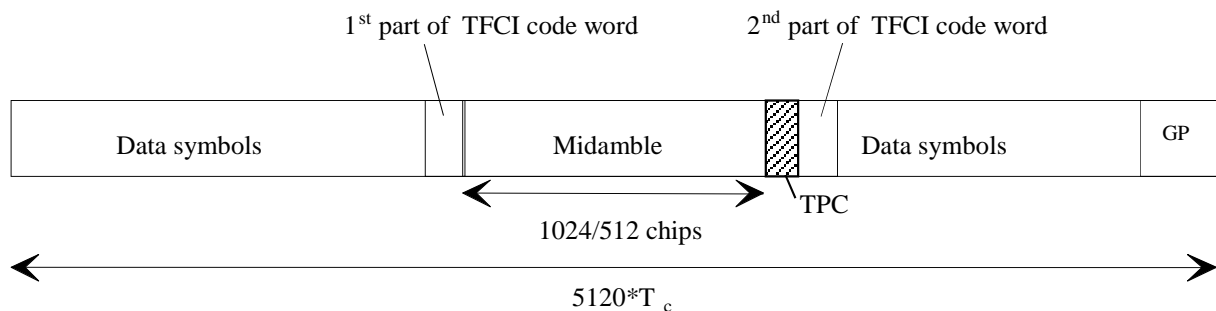 1st part of TFCI code word
2nd part of TFCI code word
Data symbols
Midamble
Data symbols
GP
TPC
1024/512 chips
5120*T c